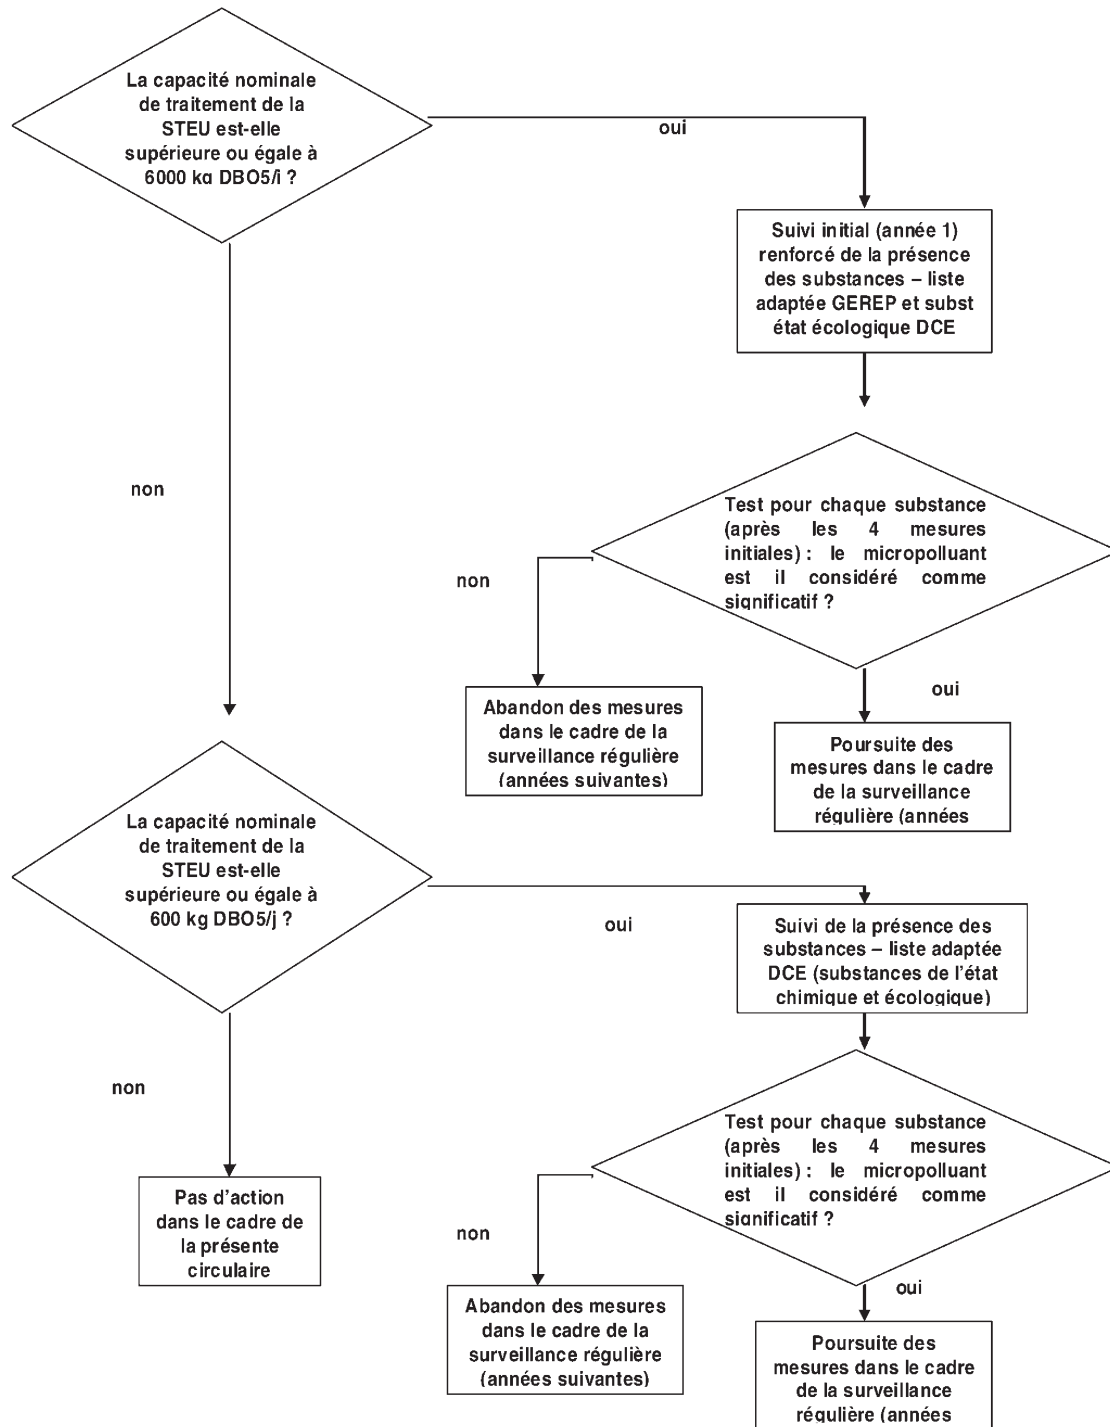 La capacité nominale
de traitement de la
STEU est-elle
supérieure ou égale à
6000 kg DBO5/j ?
oui
Suivi initial (année 1)
renforcé de la présence
des substances – liste
adaptée GEREP et subst
état écologique DCE
non
Test pour chaque substance
(après les 4 mesures
initiales) : le micropolluant
est il considéré comme
significatif ?
non
oui
Abandon des mesures
dans le cadre de la
surveillance régulière
(années suivantes)
Poursuite des
mesures dans le cadre
de la surveillance
régulière (années
La capacité nominale
de traitement de la
STEU est-elle
supérieure ou égale à
600 kg DBO5/j ?
oui
Suivi de la présence des
substances – liste adaptée
DCE (substances de l'état
chimique et écologique)
non
Test pour chaque substance
(après les 4 mesures
initiales) : le micropolluant
est il considéré comme
significatif ?
Pas d'action
dans le cadre de
la présente
circulaire
non
oui
Abandon des mesures
dans le cadre de la
surveillance régulière
(années suivantes)
Poursuite des
mesures dans le cadre
de la surveillance
régulière (années